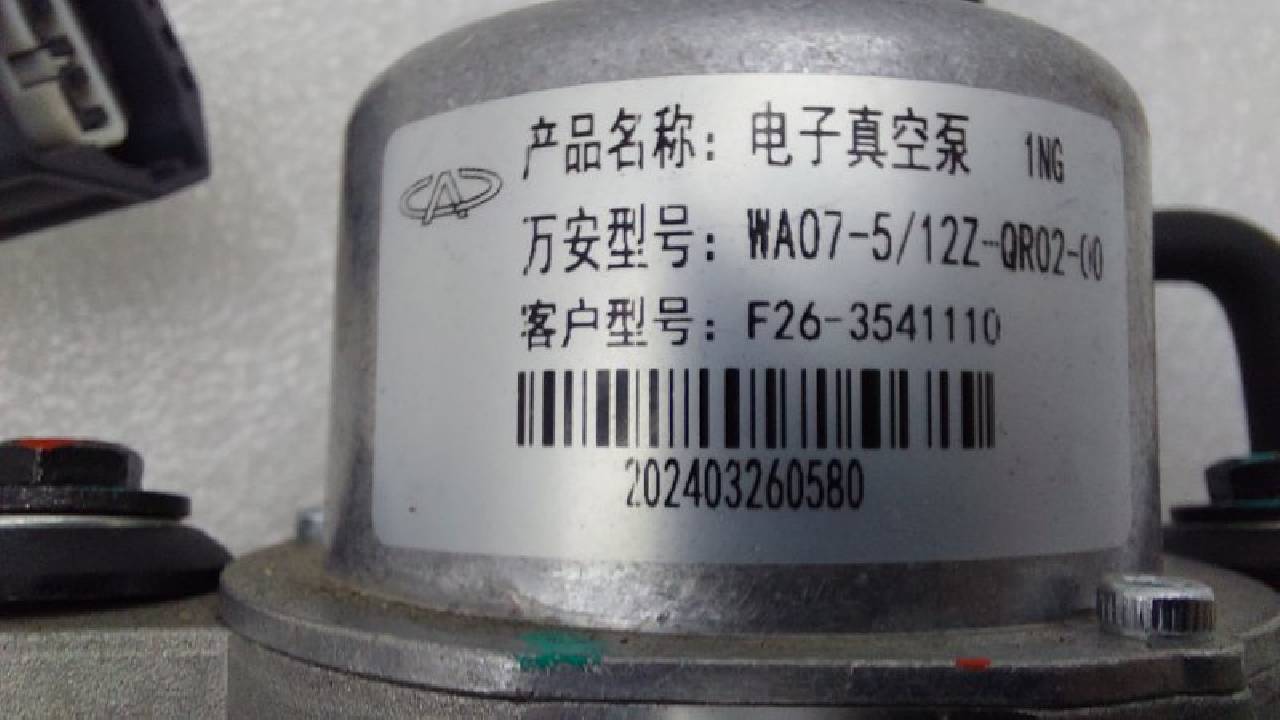 产品名称：电子真空泵 1NG
万安型号：WA07-5/12Z-QR02-00
客户型号：F26-3541110
202403260580